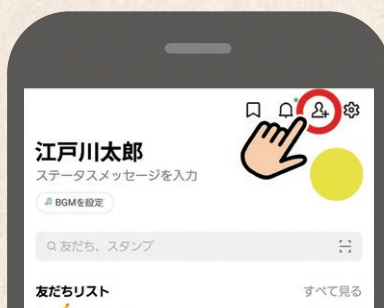 江戸川太郎
ステータスメッセージを入力
BGMを設定
友だち、スタンプ
友だちリスト
すべて見る